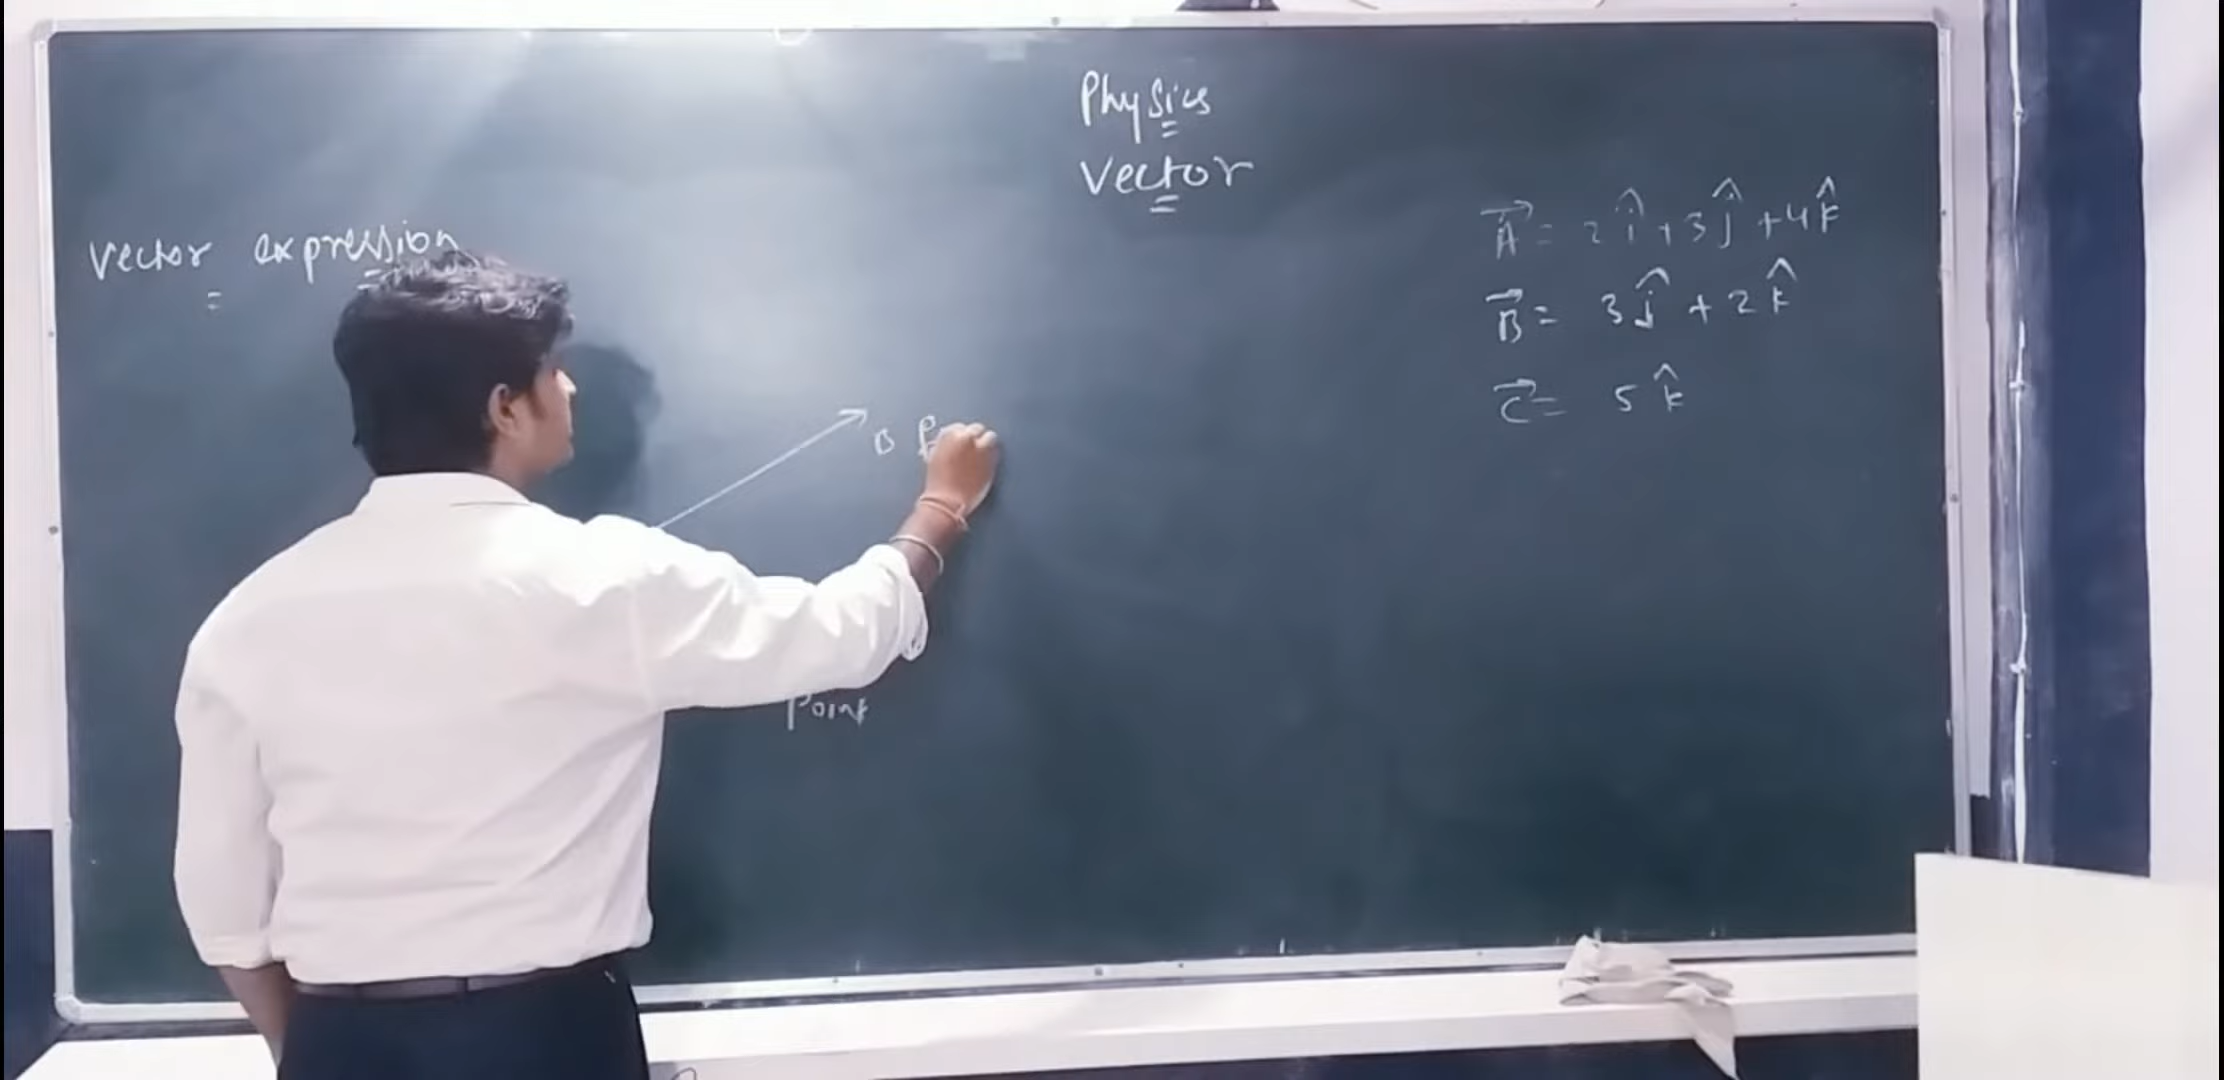 Physics
Vector
Vector expression
A⃗ = 2î + 3ĵ + 4k̂
B⃗ = 3ĵ + 2k̂
C⃗ = 5k̂
B
Point